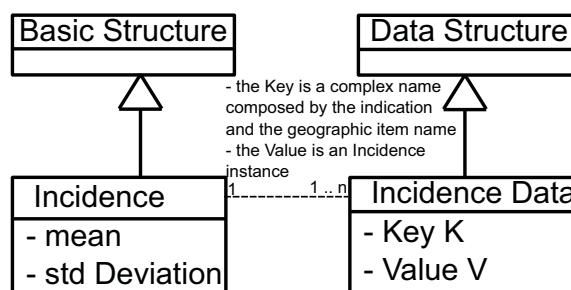 Basic Structure
Data Structure
- the Key is a complex name
composed by the indication
and the geographic item name
- the Value is an Incidence
instance
1
1 .. n
Incidence
- mean
- std Deviation
Incidence Data
- Key K
- Value V